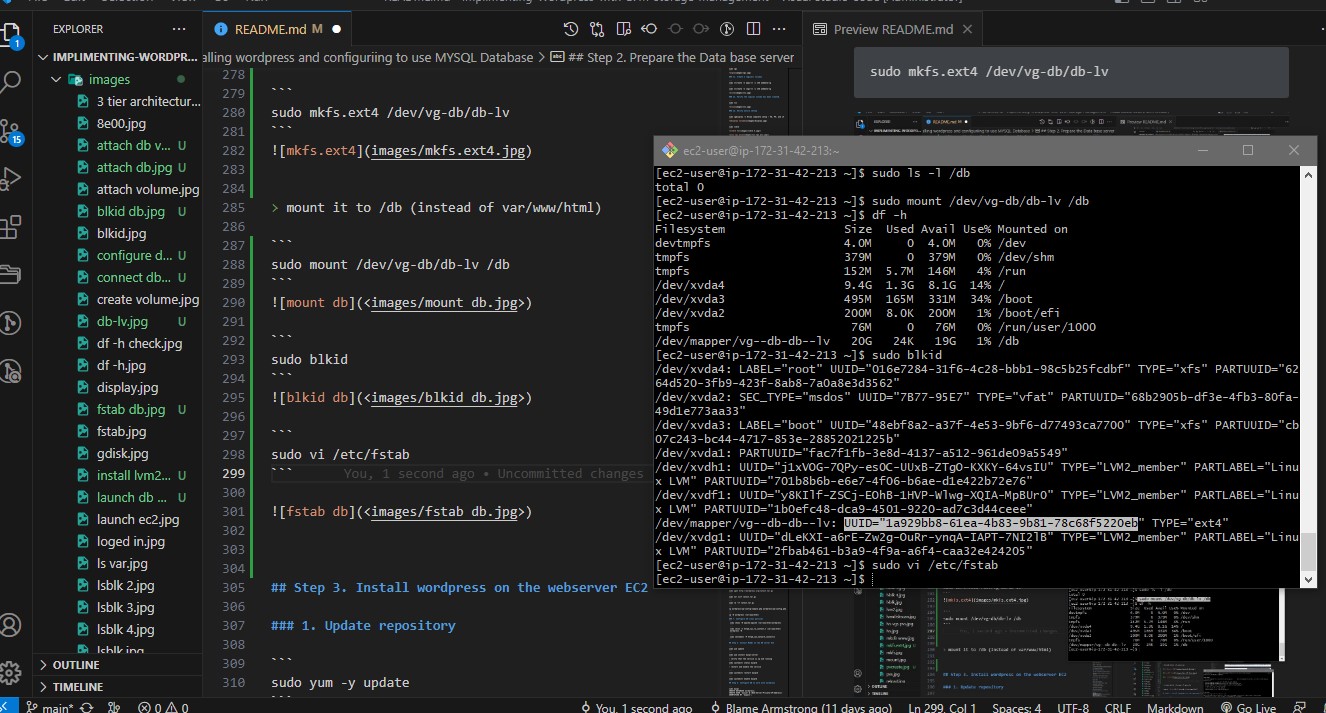 EXPLORER
README.md M
Preview README.md
IMPLIMENTING-WORDPR...
alling wordpress and configuring to use MYSQL Database > ## Step 2. Prepare the Data base server
images
3 tier architectur...
8e00.jpg
attach db v... U
attach db.jpg U
attach volume.jpg
blkid db.jpg U
blkid.jpg
configure d... U
connect db... U
create volume.jpg
db-lv.jpg U
df -h check.jpg
df -h.jpg
display.jpg
fstab db.jpg U
fstab.jpg
gdisk.jpg
install lvm2... U
launch db ... U
launch ec2.jpg
loged in.jpg
ls var.jpg
lsblk 2.jpg
lsblk 3.jpg
lsblk 4.jpg
lsblk.jpg
OUTLINE
TIMELINE
1
15
278
279 ```
280 sudo mkfs.ext4 /dev/vg-db/db-lv
281 ```
282 ![mkfs.ext4](images/mkfs.ext4.jpg)
283
284
285 > mount it to /db (instead of var/www/html)
286
287 ```
288 sudo mount /dev/vg-db/db-lv /db
289 ```
290 ![mount db](<images/mount db.jpg>)
291
292 ```
293 sudo blkid
294 ```
295 ![blkid db](<images/blkid db.jpg>)
296
297 ```
298 sudo vi /etc/fstab
299 ``` You, 1 second ago • Uncommitted changes
300
301 ![fstab db](<images/fstab db.jpg>)
302
303
304
305 ## Step 3. Install wordpress on the webserver EC2
306
307 ### 1. Update repository
308
309 ```
310 sudo yum -y update
sudo mkfs.ext4 /dev/vg-db/db-lv
ec2-user@ip-172-31-42-213:~
[ec2-user@ip-172-31-42-213 ~]$ sudo ls -l /db
total 0
[ec2-user@ip-172-31-42-213 ~]$ sudo mount /dev/vg-db/db-lv /db
[ec2-user@ip-172-31-42-213 ~]$ df -h
Filesystem Size Used Avail Use% Mounted on
devtmpfs 4.0M 0 4.0M 0% /dev
tmpfs 379M 0 379M 0% /dev/shm
tmpfs 152M 5.7M 146M 4% /run
/dev/xvda4 9.4G 1.3G 8.1G 14% /
/dev/xvda3 495M 165M 331M 34% /boot
/dev/xvda2 200M 8.0K 200M 1% /boot/efi
tmpfs 76M 0 76M 0% /run/user/1000
/dev/mapper/vg--db-db--lv 20G 24K 19G 1% /db
[ec2-user@ip-172-31-42-213 ~]$ sudo blkid
/dev/xvda4: LABEL="root" UUID="016e7284-31f6-4c28-bbb1-98c5b25fcdbf" TYPE="xfs" PARTUUID="62
64d520-3fb9-423f-8ab8-7a0a8e3d3562"
/dev/xvda2: SEC_TYPE="msdos" UUID="7B77-95E7" TYPE="vfat" PARTUUID="68b2905b-df3e-4fb3-80fa-
49d1e773aa33"
/dev/xvda3: LABEL="boot" UUID="48ebf8a2-a37f-4e53-9bf6-d77493ca7700" TYPE="xfs" PARTUUID="cb
07c243-bc44-4717-853e-28852021225b"
/dev/xvda1: PARTUUID="fac7f1fb-3e8d-4137-a512-961de09a5549"
/dev/xvdh1: UUID="j1xVOG-7QPy-esOC-UUxB-ZTgO-KXKY-64vsIU" TYPE="LVM2_member" PARTLABEL="Linu
x LVM" PARTUUID="701b8b6b-e6e7-4f06-b6ae-d1e422b72e76"
/dev/xvdf1: UUID="y8KIlf-ZSCj-EOhB-1HVP-Wlwg-XQIA-MpBUrO" TYPE="LVM2_member" PARTLABEL="Linu
x LVM" PARTUUID="1b0efc48-dca9-4501-9220-ad7c3d44ceee"
/dev/mapper/vg--db-db--lv: UUID="1a929bb8-61ea-4b83-9b81-78c68f5220eb" TYPE="ext4"
/dev/xvdg1: UUID="dLeKXI-a6rE-Zw2g-OuRr-ynqA-IAPT-7NI2lB" TYPE="LVM2_member" PARTLABEL="Linu
x LVM" PARTUUID="2fbab461-b3a9-4f9a-a6f4-caa32e424205"
[ec2-user@ip-172-31-42-213 ~]$ sudo vi /etc/fstab
[ec2-user@ip-172-31-42-213 ~]$
main* 0 0 You, 1 second ago Blame Armstrong (11 days ago) Ln 299, Col 1 Spaces: 4 UTF-8 CRLF Markdown Go Live